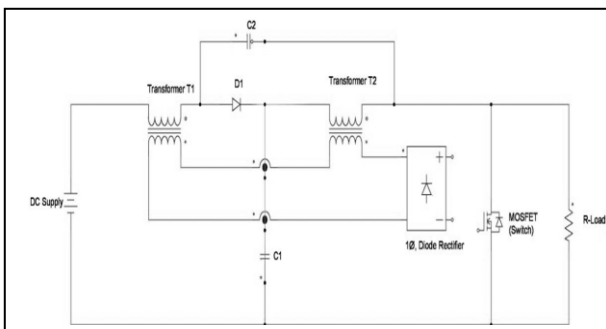 C2
Transformer T1
D1
Transformer T2
DC Supply
+
-
1Ø, Diode Rectifier
C1
MOSFET
(Switch)
R-Load